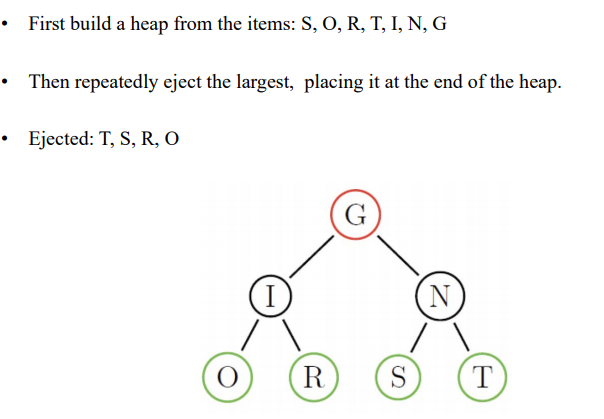 • First build a heap from the items: S, O, R, T, I, N, G
• Then repeatedly eject the largest, placing it at the end of the heap.
• Ejected: T, S, R, O
G
I N
O R S T